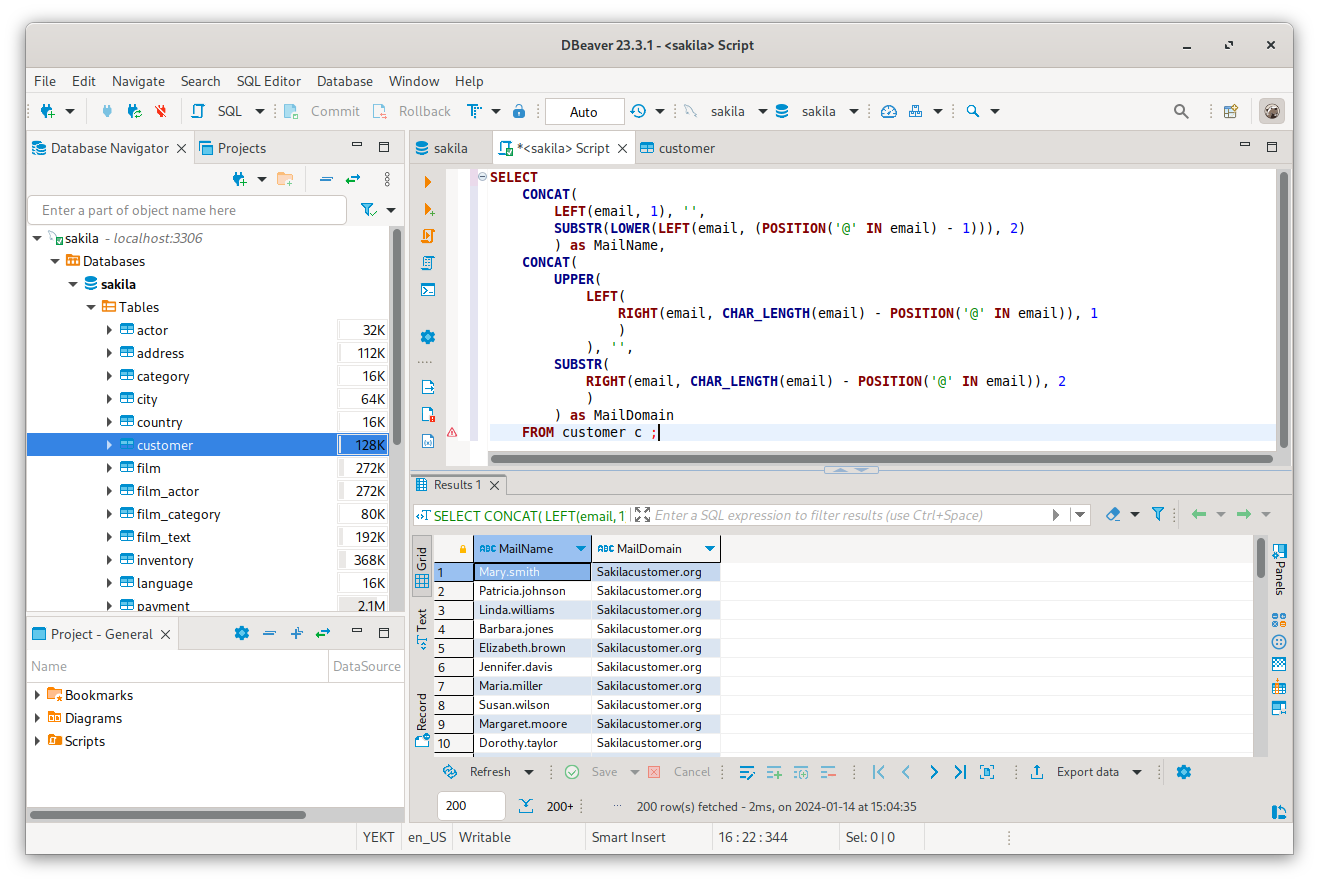 DBeaver 23.3.1 - <sakila> Script
File Edit Navigate Search SQL Editor Database Window Help
SQL Commit Rollback Auto sakila sakila
Database Navigator Projects
Enter a part of object name here
sakila - localhost:3306
Databases
sakila
Tables
actor 32K
address 112K
category 16K
city 64K
country 16K
customer 128K
film 272K
film_actor 272K
film_category 80K
film_text 192K
inventory 368K
language 16K
payment 2.1M
Project - General
Name DataSource
Bookmarks
Diagrams
Scripts
sakila *<sakila> Script customer
SELECT
CONCAT(
LEFT(email, 1), '',
SUBSTR(LOWER(LEFT(email, (POSITION('@' IN email) - 1))), 2)
) as MailName,
CONCAT(
UPPER(
LEFT(
RIGHT(email, CHAR_LENGTH(email) - POSITION('@' IN email)), 1
)
), '',
SUBSTR(
RIGHT(email, CHAR_LENGTH(email) - POSITION('@' IN email)), 2
)
) as MailDomain
FROM customer c ;
Results 1
SELECT CONCAT( LEFT(email, 1 Enter a SQL expression to filter results (use Ctrl+Space)
Grid
Text
Record
ABC MailName ABC MailDomain
1 Mary.smith Sakilacustomer.org
2 Patricia.johnson Sakilacustomer.org
3 Linda.williams Sakilacustomer.org
4 Barbara.jones Sakilacustomer.org
5 Elizabeth.brown Sakilacustomer.org
6 Jennifer.davis Sakilacustomer.org
7 Maria.miller Sakilacustomer.org
8 Susan.wilson Sakilacustomer.org
9 Margaret.moore Sakilacustomer.org
10 Dorothy.taylor Sakilacustomer.org
Panels
Refresh Save Cancel Export data
200 200+ ... 200 row(s) fetched - 2ms, on 2024-01-14 at 15:04:35
YEKT en_US Writable Smart Insert 16 : 22 : 344 Sel: 0 | 0